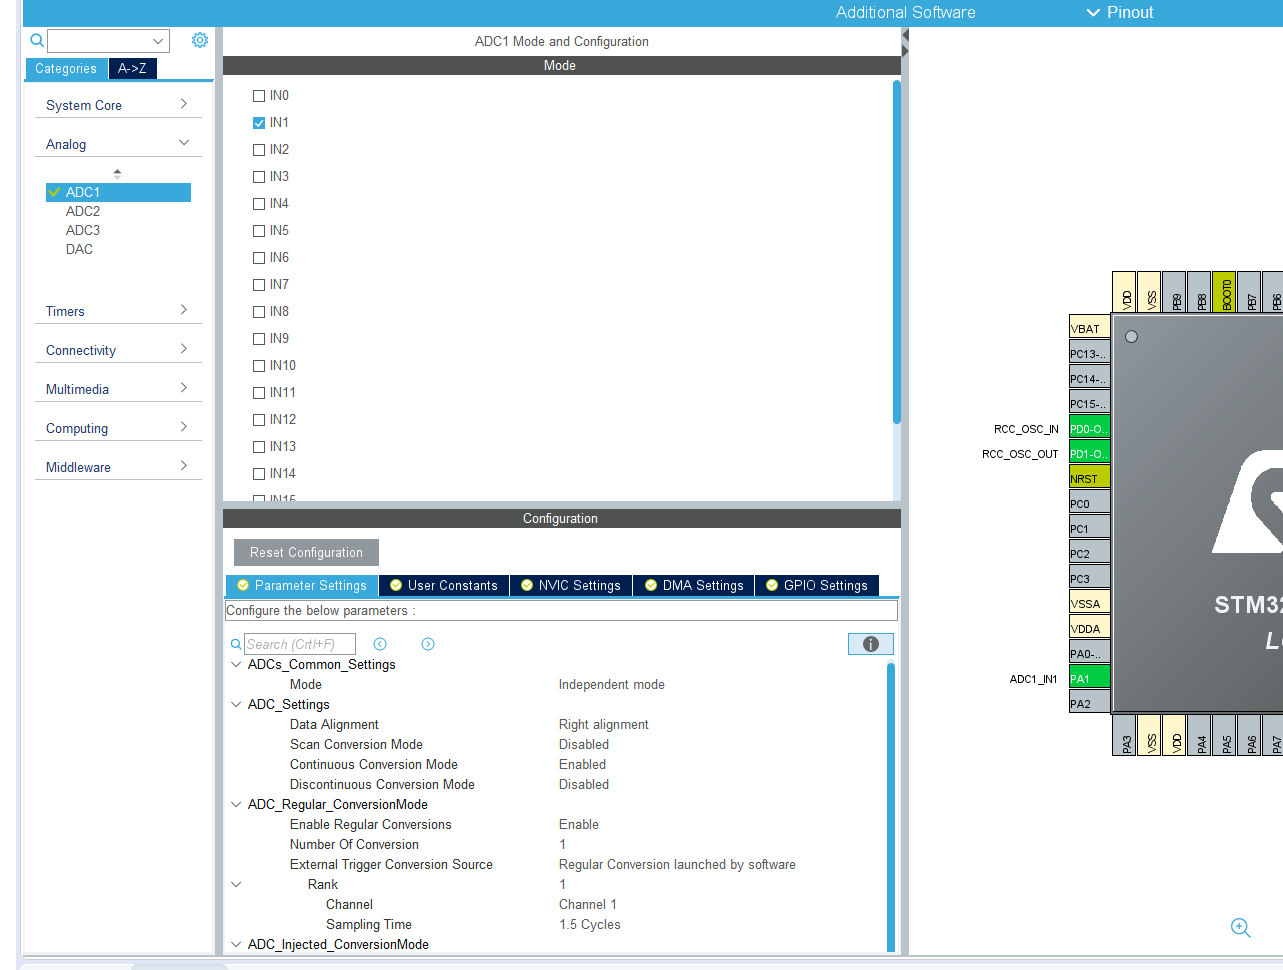 Additional Software
Pinout
Categories
A->Z
System Core
Analog
ADC1
ADC2
ADC3
DAC
Timers
Connectivity
Multimedia
Computing
Middleware
ADC1 Mode and Configuration
Mode
IN0
IN1
IN2
IN3
IN4
IN5
IN6
IN7
IN8
IN9
IN10
IN11
IN12
IN13
IN14
IN15
Configuration
Reset Configuration
Parameter Settings
User Constants
NVIC Settings
DMA Settings
GPIO Settings
Configure the below parameters :
Search (Crtl+F)
ADCs_Common_Settings
Mode Independent mode
ADC_Settings
Data Alignment Right alignment
Scan Conversion Mode Disabled
Continuous Conversion Mode Enabled
Discontinuous Conversion Mode Disabled
ADC_Regular_ConversionMode
Enable Regular Conversions Enable
Number Of Conversion 1
External Trigger Conversion Source Regular Conversion launched by software
Rank 1
Channel Channel 1
Sampling Time 1.5 Cycles
ADC_Injected_ConversionMode
VDD
VSS
PB9
PB8
BOOT0
PB7
PB6
VBAT
PC13-..
PC14-..
PC15-..
RCC_OSC_IN PD0-O..
RCC_OSC_OUT PD1-O..
NRST
PC0
PC1
PC2
PC3
VSSA
VDDA
PA0-..
ADC1_IN1 PA1
PA2
STM32
PA3
VSS
VDD
PA4
PA5
PA6
PA7